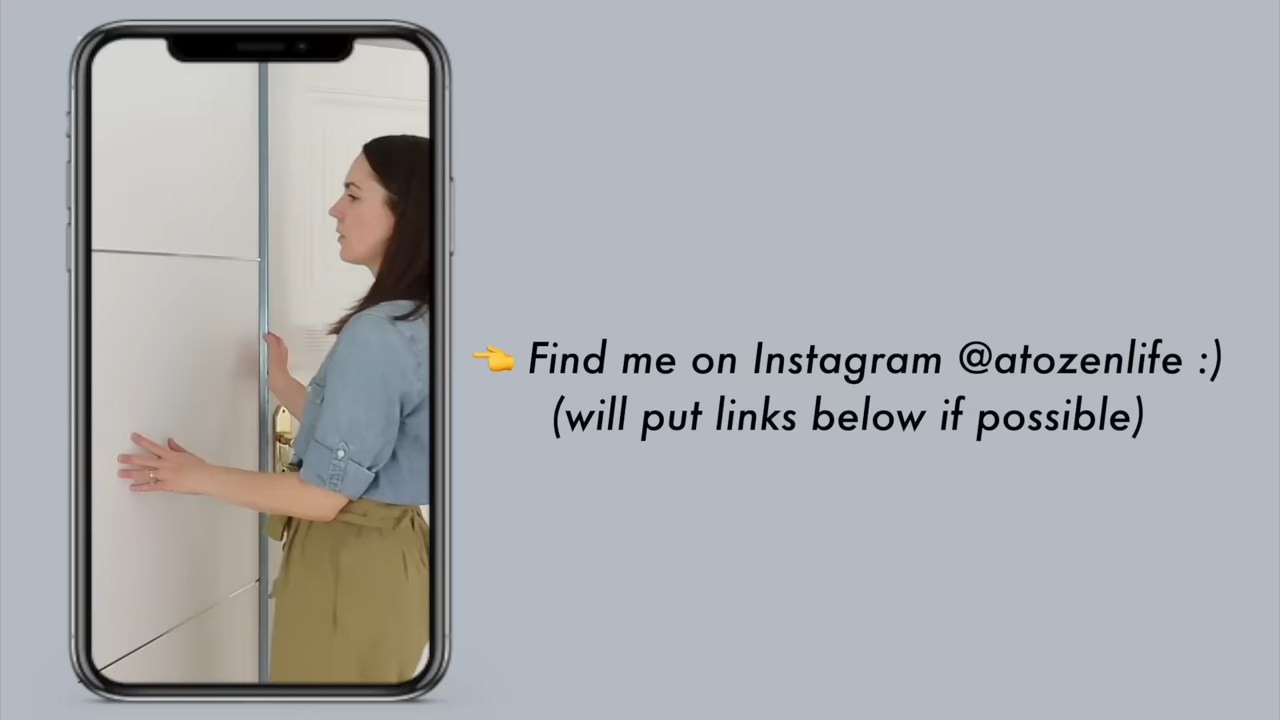 👈 Find me on Instagram @atozenlife :)
(will put links below if possible)